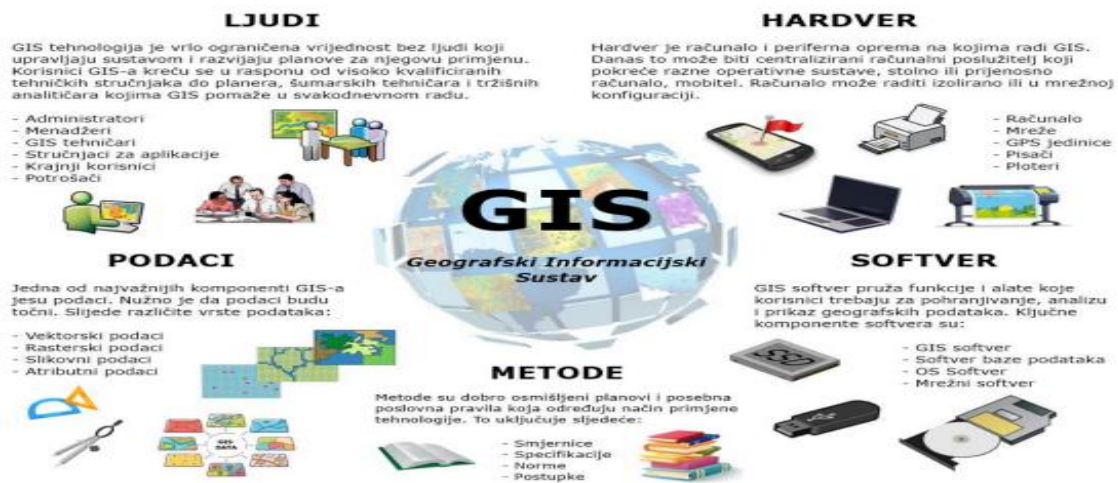 LJUDI
GIS tehnologija je vrlo ograničena vrijednost bez ljudi koji
upravljaju sustavom i razvijaju planove za njegovu primjenu.
Korisnici GIS-a kreću se u rasponu od visoko kvalificiranih
tehničkih stručnjaka do planera, šumarskih tehničara i tržišnih
analitičara kojima GIS pomaže u svakodnevnom radu.
- Administratori
- Menadžeri
- GIS tehničari
- Stručnjaci za aplikacije
- Krajnji korisnici
- Potrošači
HARDVER
Hardver je računalo i periferna oprema na kojima radi GIS.
Danas to može biti centralizirani računalni poslužitelj koji
pokreće razne operativne sustave, stolno ili prijenosno
računalo, mobitel. Računalo može raditi izolirano ili u mrežnoj
konfiguraciji.
- Računalo
- Mreže
- GPS jedinice
- Pisači
- Ploteri
GIS
Geografski Informacijski
Sustav
PODACI
Jedna od najvažnijih komponenti GIS-a
jesu podaci. Nužno je da podaci budu
točni. Slijede različite vrste podataka:
- Vektorski podaci
- Rasterski podaci
- Slikovni podaci
- Atributni podaci
GIS
DATA
METODE
Metode su dobro osmišljeni planovi i posebna
poslovna pravila koja određuju način primjene
tehnologije. To uključuje sljedeće:
- Smjernice
- Specifikacije
- Norme
- Postupke
SOFTVER
GIS softver pruža funkcije i alate koje
korisnici trebaju za pohranjivanje, analizu
i prikaz geografskih podataka. Ključne
komponente softvera su:
- GIS softver
- Softver baze podataka
- OS Softver
- Mrežni softver
SSD